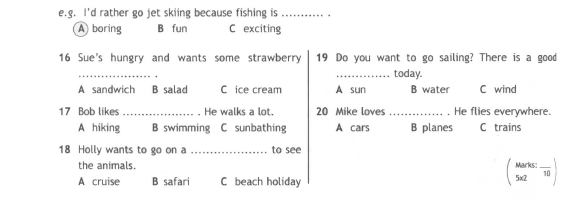 e.g. I'd rather go jet skiing because fishing is ........... .
A boring B fun C exciting
16 Sue's hungry and wants some strawberry
.................. .
A sandwich B salad C ice cream
17 Bob likes .................. . He walks a lot.
A hiking B swimming C sunbathing
18 Holly wants to go on a .................... to see
the animals.
A cruise B safari C beach holiday
19 Do you want to go sailing? There is a good
.............. today.
A sun B water C wind
20 Mike loves .............. . He flies everywhere.
A cars B planes C trains
Marks: __
5x2 10